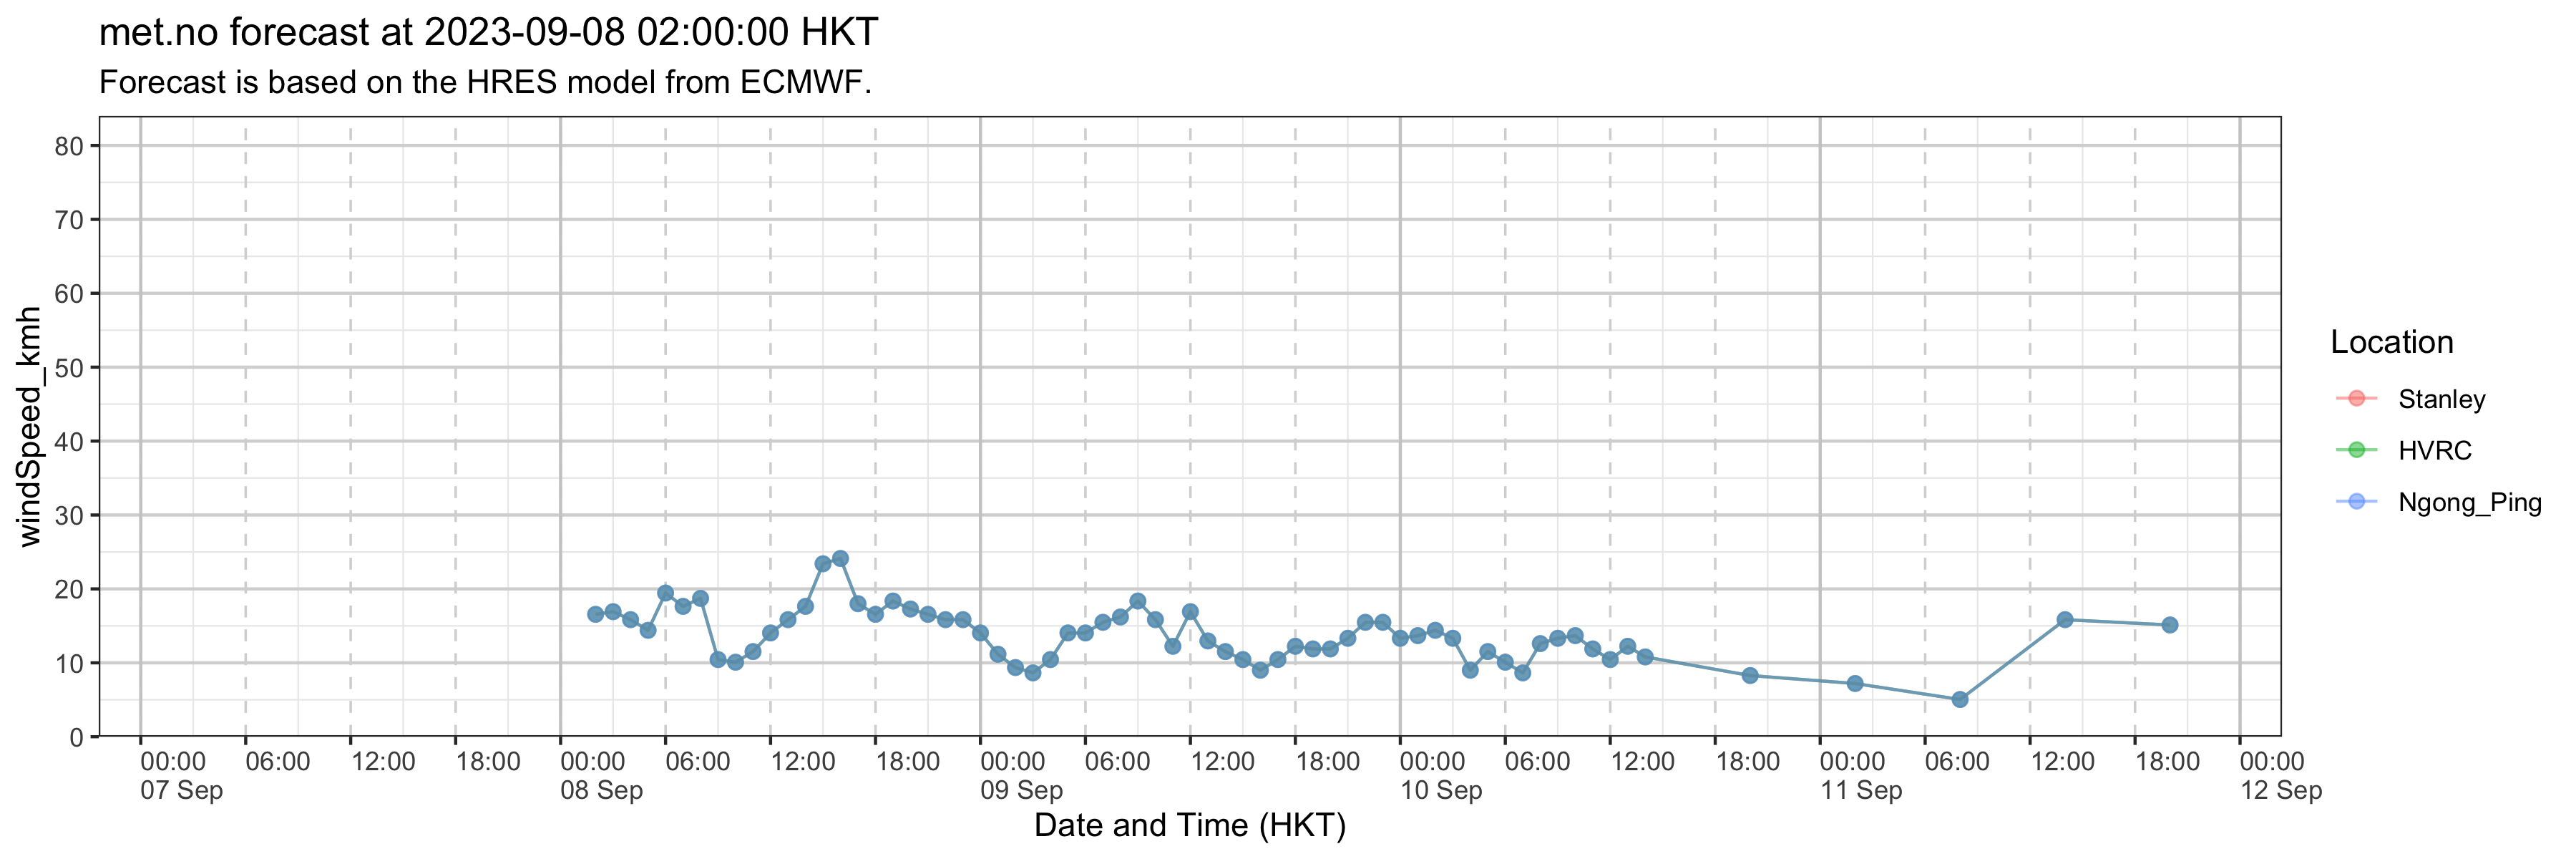 met.no forecast at 2023-09-08 02:00:00 HKT
Forecast is based on the HRES model from ECMWF.
windSpeed_kmh
80
70
60
50
40
30
20
10
0
00:00 06:00 12:00 18:00 00:00 06:00 12:00 18:00 00:00 06:00 12:00 18:00 00:00 06:00 12:00 18:00 00:00 06:00 12:00 18:00 00:00
07 Sep 08 Sep 09 Sep 10 Sep 11 Sep 12 Sep
Date and Time (HKT)
Location
Stanley
HVRC
Ngong_Ping